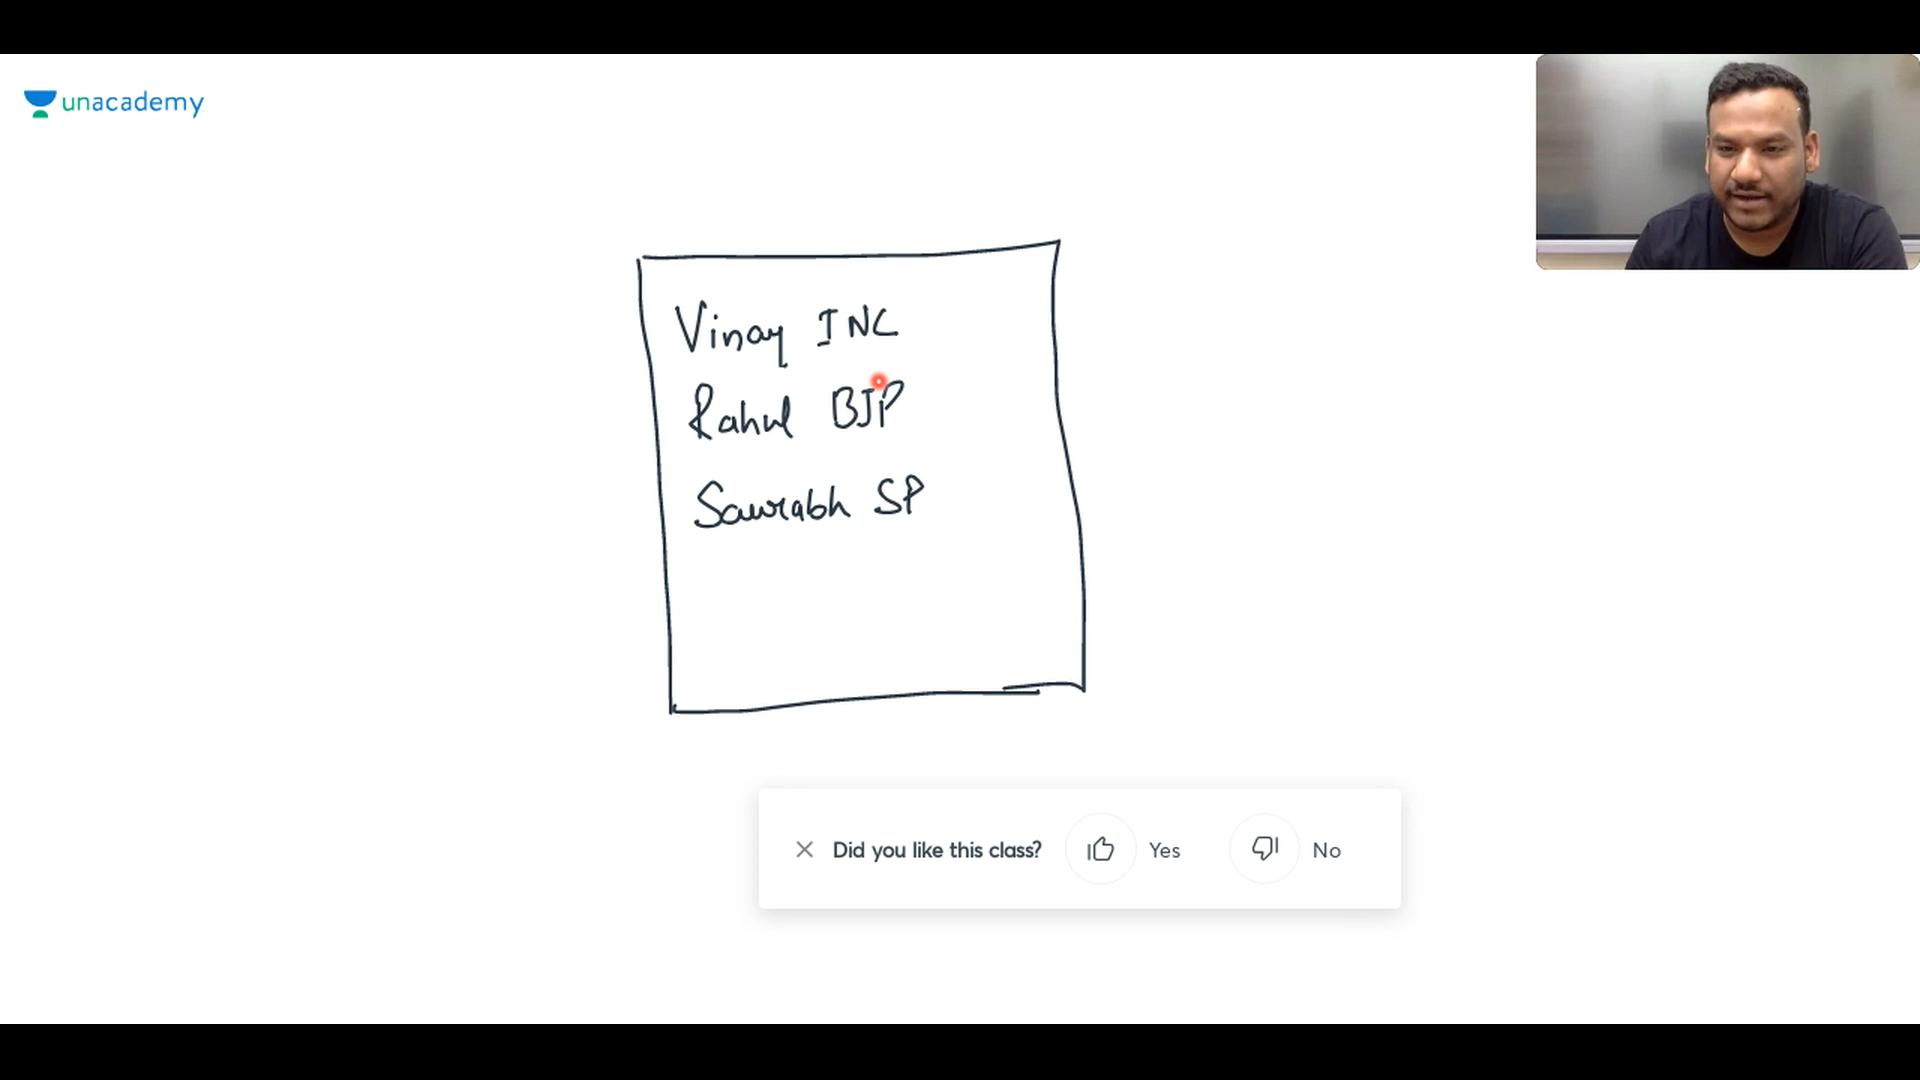 unacademy
Vinay INC
Rahul BJP
Saurabh SP
Did you like this class? Yes No